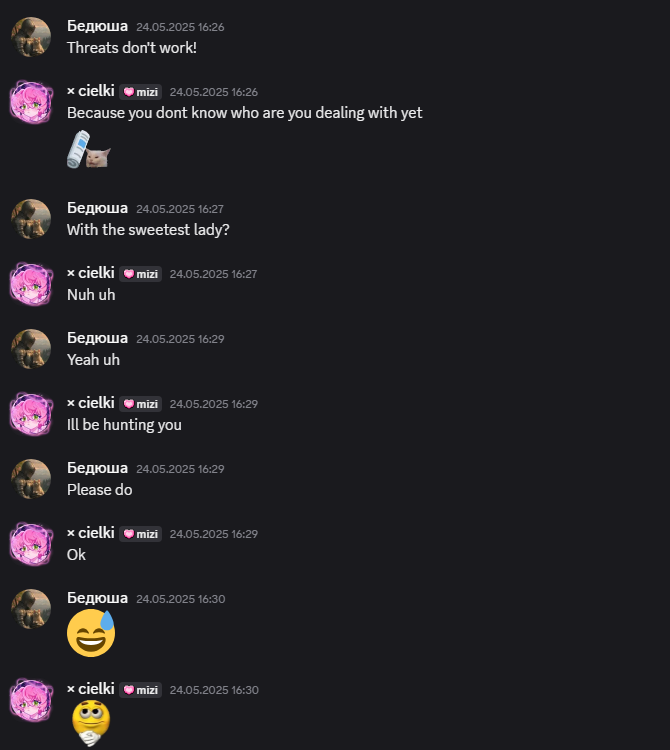 Бедюша 24.05.2025 16:26
Threats don't work!
× cielki mizi 24.05.2025 16:26
Because you dont know who are you dealing with yet
Бедюша 24.05.2025 16:27
With the sweetest lady?
× cielki mizi 24.05.2025 16:27
Nuh uh
Бедюша 24.05.2025 16:29
Yeah uh
× cielki mizi 24.05.2025 16:29
Ill be hunting you
Бедюша 24.05.2025 16:29
Please do
× cielki mizi 24.05.2025 16:29
Ok
Бедюша 24.05.2025 16:30
× cielki mizi 24.05.2025 16:30